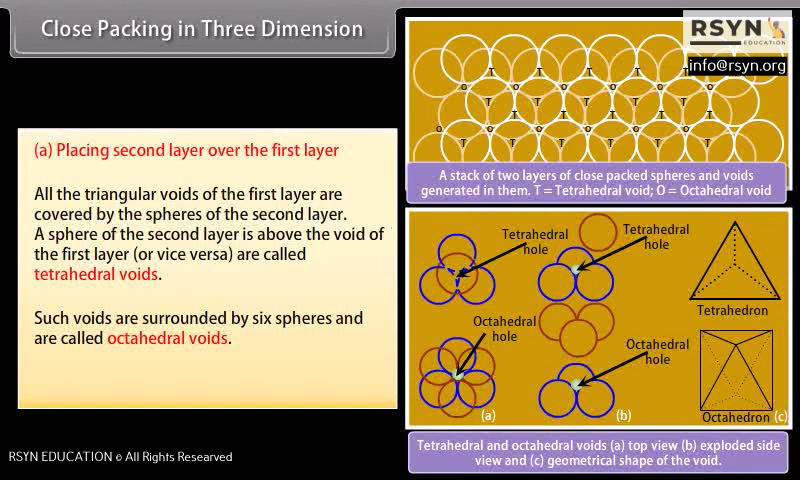 Close Packing in Three Dimension
RSYN
EDUCATION
info@rsyn.org
(a) Placing second layer over the first layer
All the triangular voids of the first layer are
covered by the spheres of the second layer.
A sphere of the second layer is above the void of
the first layer (or vice versa) are called
tetrahedral voids.
Such voids are surrounded by six spheres and
are called octahedral voids.
T T T T T
O O O O O
T T T T T
T T T T T
O O O O O
T T T T T
A stack of two layers of close packed spheres and voids
generated in them. T = Tetrahedral void; O = Octahedral void
Tetrahedral
hole
Tetrahedral
hole
Tetrahedron
Octahedral
hole
Octahedral
hole
Octahedron
(a)
(b)
(c)
Tetrahedral and octahedral voids (a) top view (b) exploded side
view and (c) geometrical shape of the void.
RSYN EDUCATION © All Rights Researved